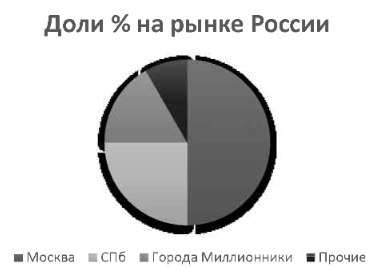 Доли % на рынке России
Москва СПб Города Миллионники Прочие